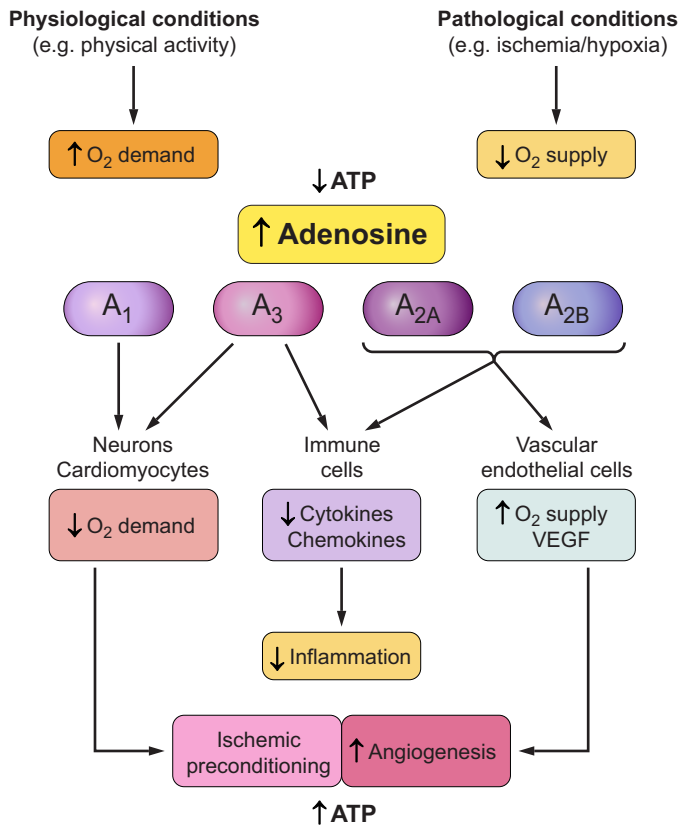 Physiological conditions
(e.g. physical activity)
Pathological conditions
(e.g. ischemia/hypoxia)
↑ O₂ demand
↓ O₂ supply
↓ ATP
↑ Adenosine
A₁
A₃
A₂A
A₂B
Neurons
Cardiomyocytes
Immune
cells
Vascular
endothelial cells
↓ O₂ demand
↓ Cytokines
Chemokines
↑ O₂ supply
VEGF
↓ Inflammation
Ischemic
preconditioning
↑ Angiogenesis
↑ ATP